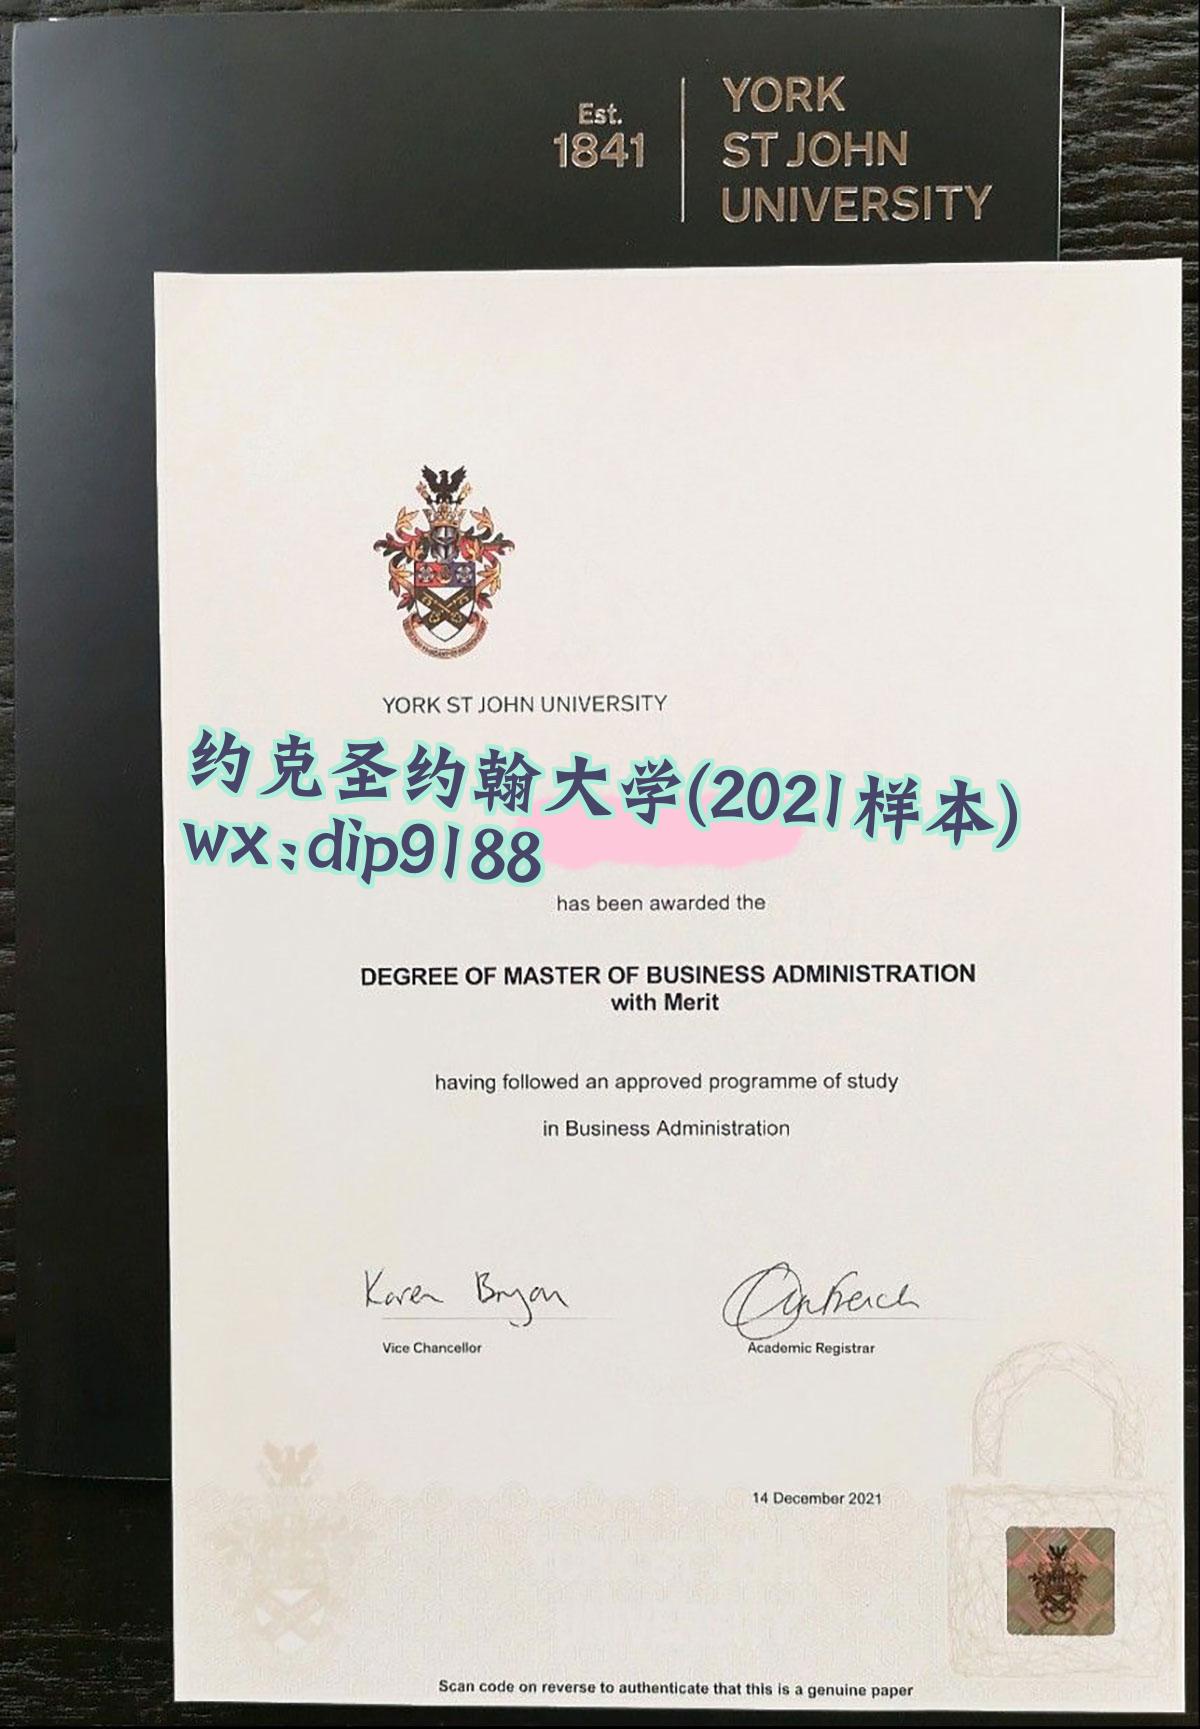 Est.
1841
YORK
ST JOHN
UNIVERSITY
YORK ST JOHN UNIVERSITY
约克圣约翰大学(2021样本)
wx:dip9188
has been awarded the
DEGREE OF MASTER OF BUSINESS ADMINISTRATION
with Merit
having followed an approved programme of study
in Business Administration
Karen Bryan
Vice Chancellor
Academic Registrar
14 December 2021
Scan code on reverse to authenticate that this is a genuine paper